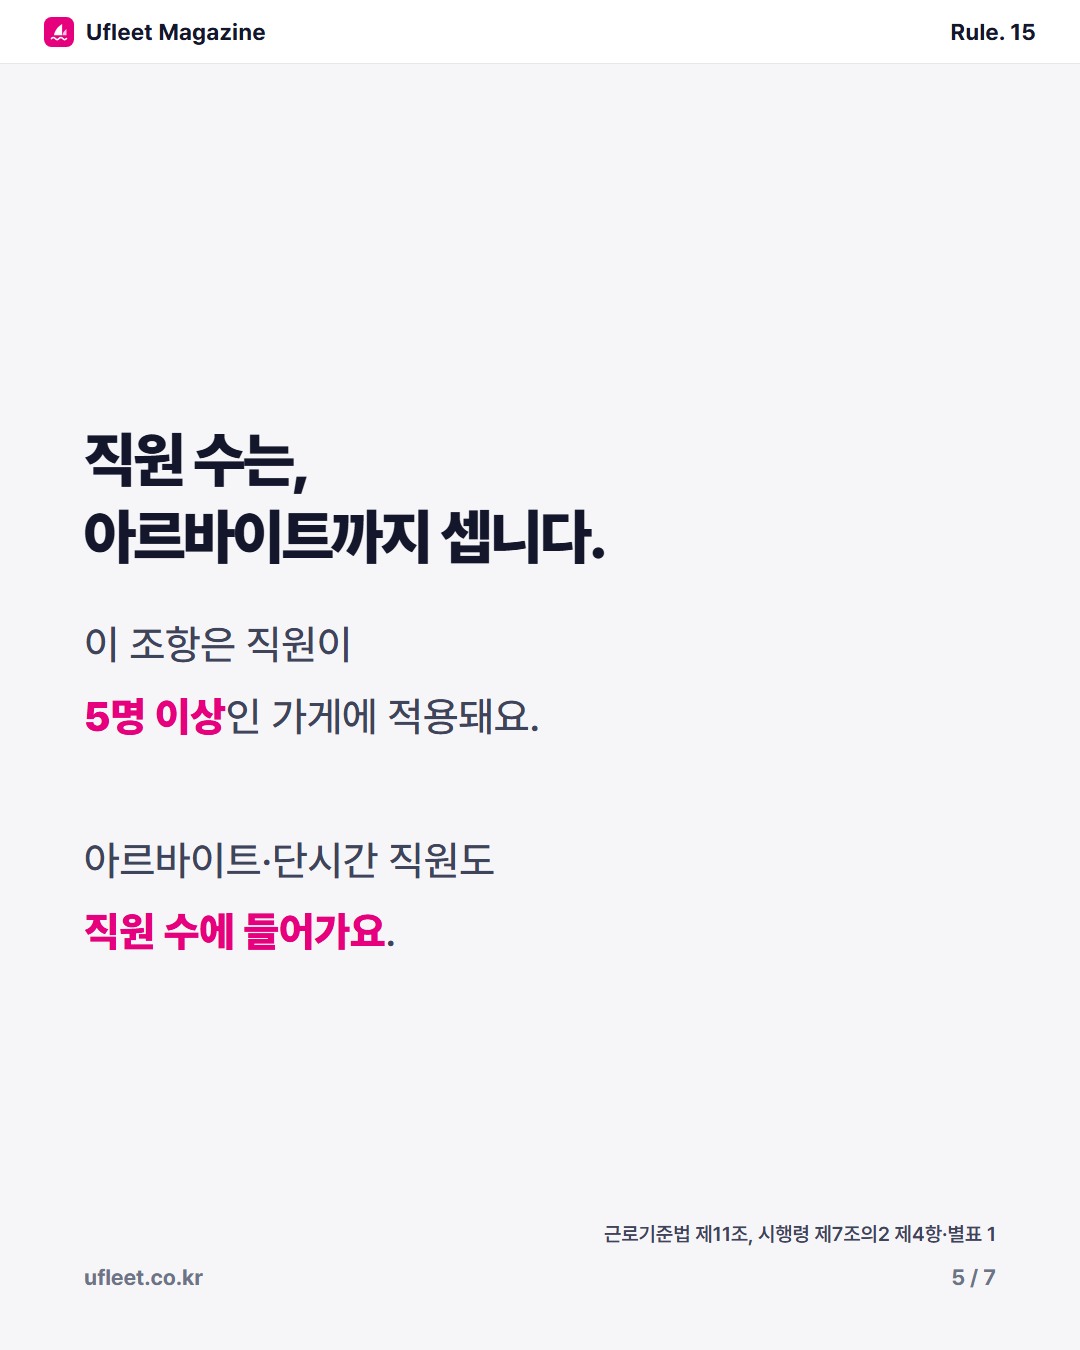 Ufleet Magazine
Rule. 15
직원 수는,
아르바이트까지 셉니다.
이 조항은 직원이
5명 이상인 가게에 적용돼요.
아르바이트·단시간 직원도
직원 수에 들어가요.
근로기준법 제11조, 시행령 제7조의2 제4항·별표 1
ufleet.co.kr
5 / 7